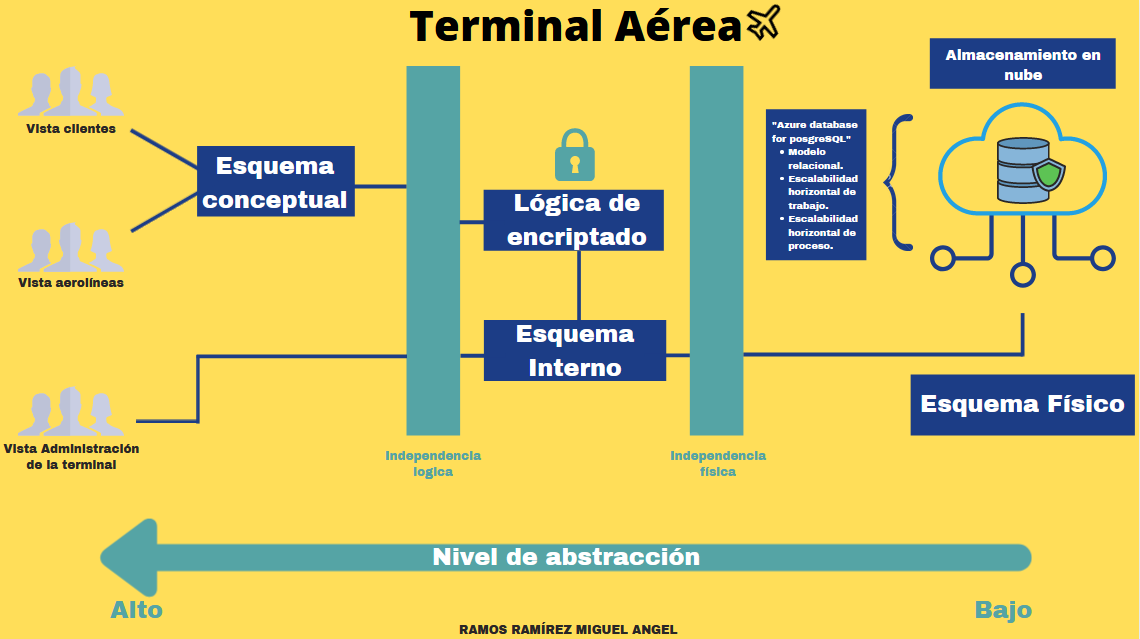 Terminal Aérea
Almacenamiento en
nube
Vista clientes
Esquema
conceptual
Vista aerolíneas
Lógica de
encriptado
"Azure database
for posgreSQL"
• Modelo
relacional.
• Escalabilidad
horizontal de
trabajo.
• Escalabilidad
horizontal de
proceso.
Esquema
Interno
Esquema Físico
Vista Administración
de la terminal
Independencia
logica
Independencia
física
Nivel de abstracción
Alto
Bajo
RAMOS RAMÍREZ MIGUEL ANGEL